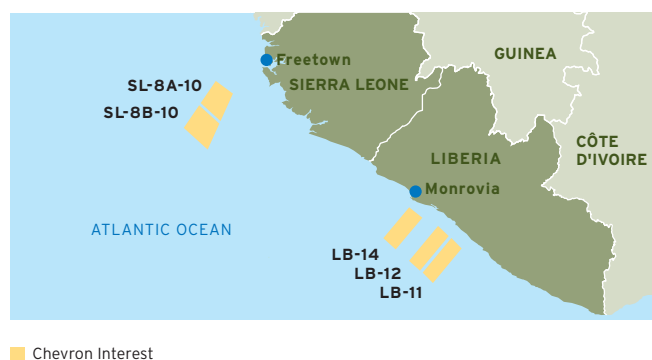 Freetown
GUINEA
SIERRA LEONE
SL-8A-10
SL-8B-10
CÔTE
D'IVOIRE
LIBERIA
Monrovia
ATLANTIC OCEAN
LB-14
LB-12
LB-11
Chevron Interest